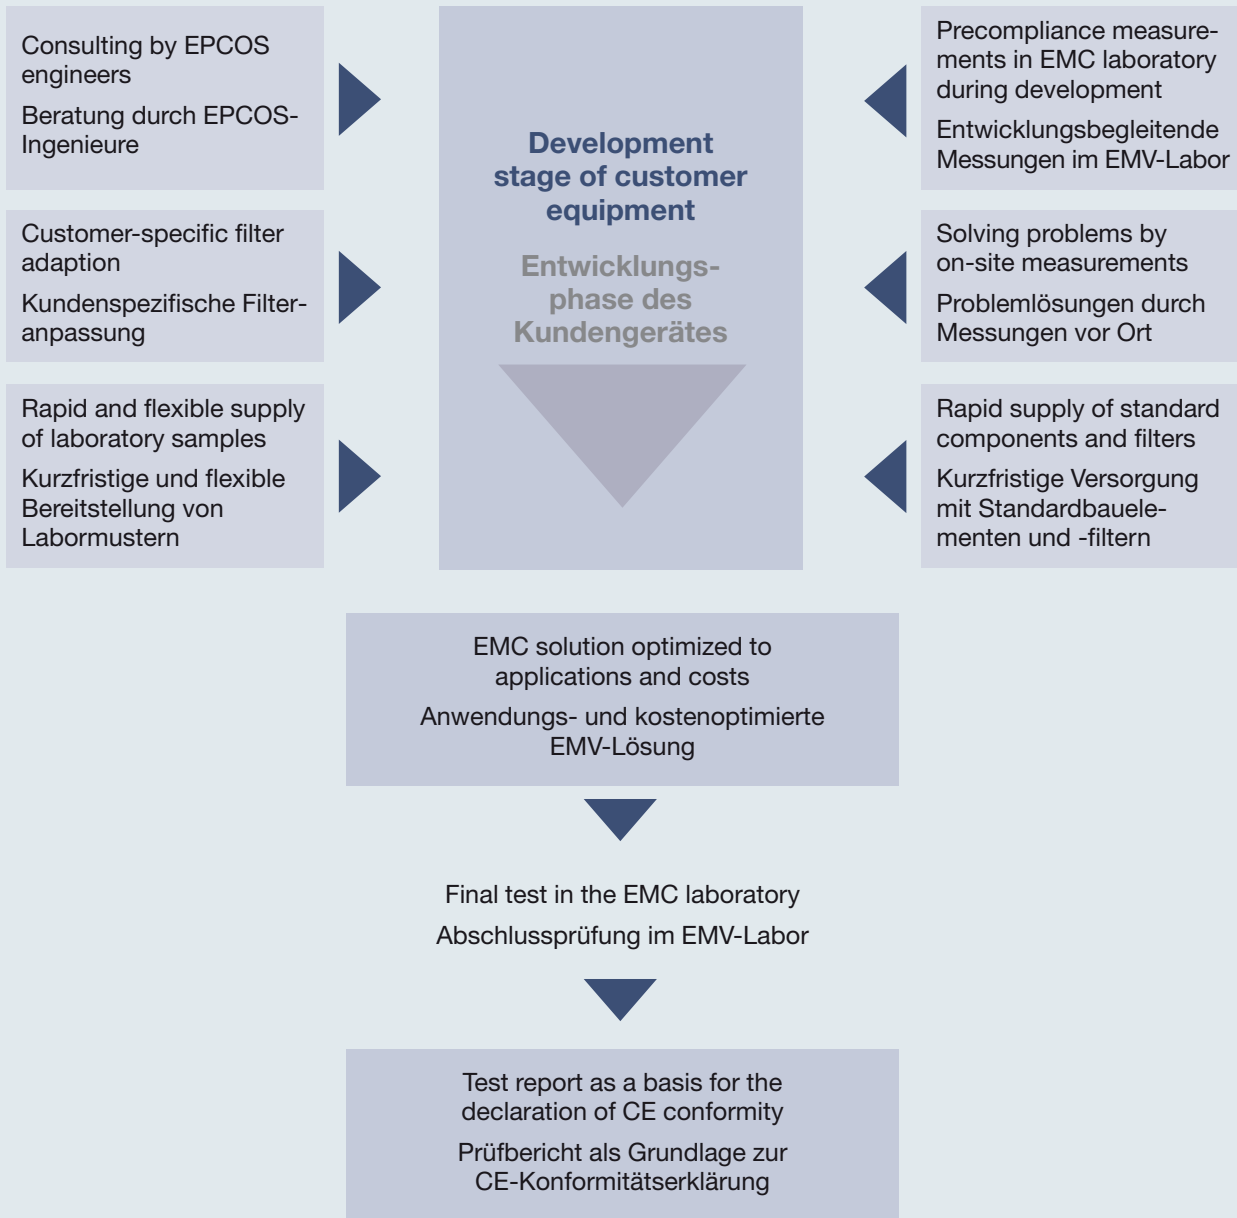 Consulting by EPCOS
engineers
Beratung durch EPCOS-
Ingenieure
Customer-specific filter
adaption
Kundenspezifische Filter-
anpassung
Rapid and flexible supply
of laboratory samples
Kurzfristige und flexible
Bereitstellung von
Labormustern
Development
stage of customer
equipment
Entwicklungs-
phase des
Kundengerätes
Precompliance measure-
ments in EMC laboratory
during development
Entwicklungsbegleitende
Messungen im EMV-Labor
Solving problems by
on-site measurements
Problemlösungen durch
Messungen vor Ort
Rapid supply of standard
components and filters
Kurzfristige Versorgung
mit Standardbauele-
menten und -filtern
EMC solution optimized to
applications and costs
Anwendungs- und kostenoptimierte
EMV-Lösung
Final test in the EMC laboratory
Abschlussprüfung im EMV-Labor
Test report as a basis for the
declaration of CE conformity
Prüfbericht als Grundlage zur
CE-Konformitätserklärung